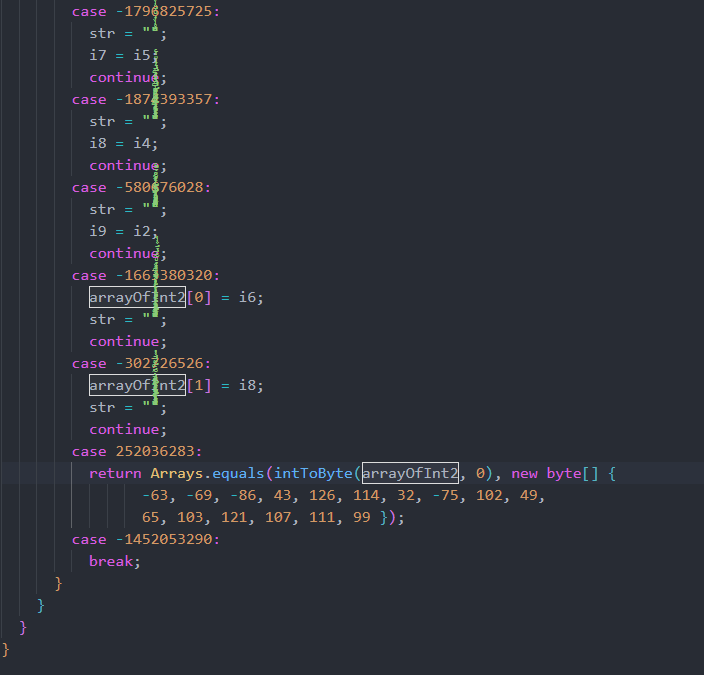 case -1796825725:
str = "";
i7 = i5;
continue;
case -1874393357:
str = "";
i8 = i4;
continue;
case -580676028:
str = "";
i9 = i2;
continue;
case -1663380320:
arrayOfInt2[0] = i6;
str = "";
continue;
case -302726526:
arrayOfInt2[1] = i8;
str = "";
continue;
case 252036283:
return Arrays.equals(intToByte(arrayOfInt2, 0), new byte[] {
-63, -69, -86, 43, 126, 114, 32, -75, 102, 49,
65, 103, 121, 107, 111, 99 });
case -1452053290:
break;
}
}
}
}